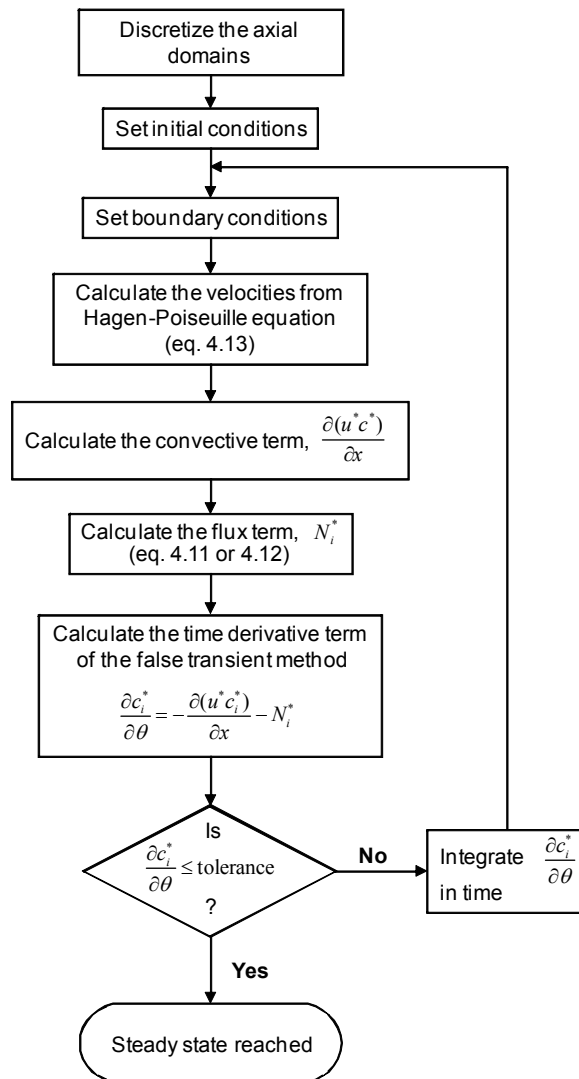 Discretize the axial
domains
Set initial conditions
Set boundary conditions
Calculate the velocities from
Hagen-Poiseuille equation
(eq. 4.13)
Calculate the convective term, ∂(u*c*)/∂x
Calculate the flux term, N_i^*
(eq. 4.11 or 4.12)
Calculate the time derivative term
of the false transient method
∂c_i^*/∂θ = −∂(u*c_i^*)/∂x − N_i^*
Is
∂c_i^*/∂θ ≤ tolerance
?
No
Integrate ∂c_i^*/∂θ
in time
Yes
Steady state reached